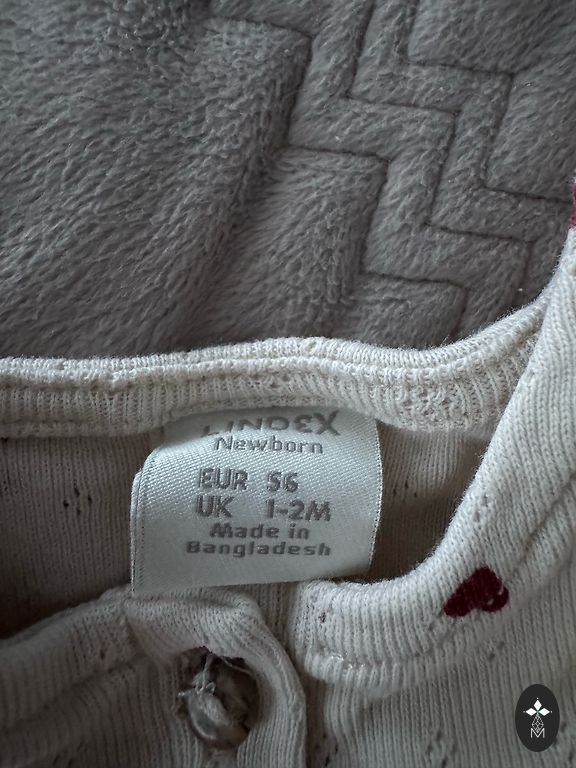 LINDEX
Newborn
EUR 56
UK 1-2M
Made in
Bangladesh